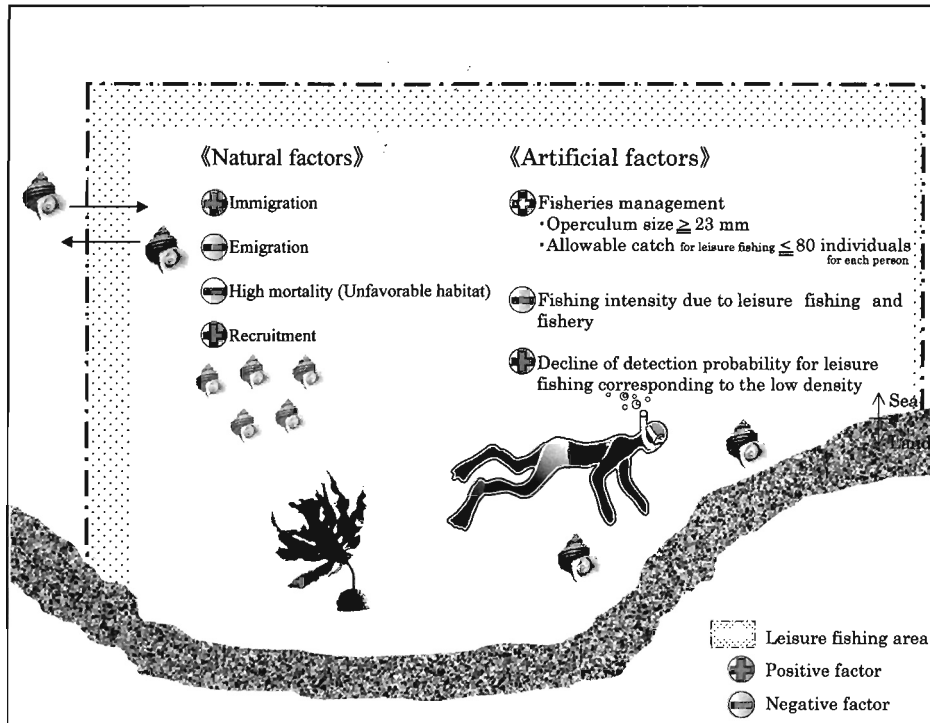 《Natural factors》
Immigration
Emigration
High mortality (Unfavorable habitat)
Recruitment
《Artificial factors》
Fisheries management
・Operculum size ≧ 23 mm
・Allowable catch for leisure fishing ≦ 80 individuals
for each person
Fishing intensity due to leisure fishing and
fishery
Decline of detection probability for leisure
fishing corresponding to the low density
Sea
Leisure fishing area
Positive factor
Negative factor